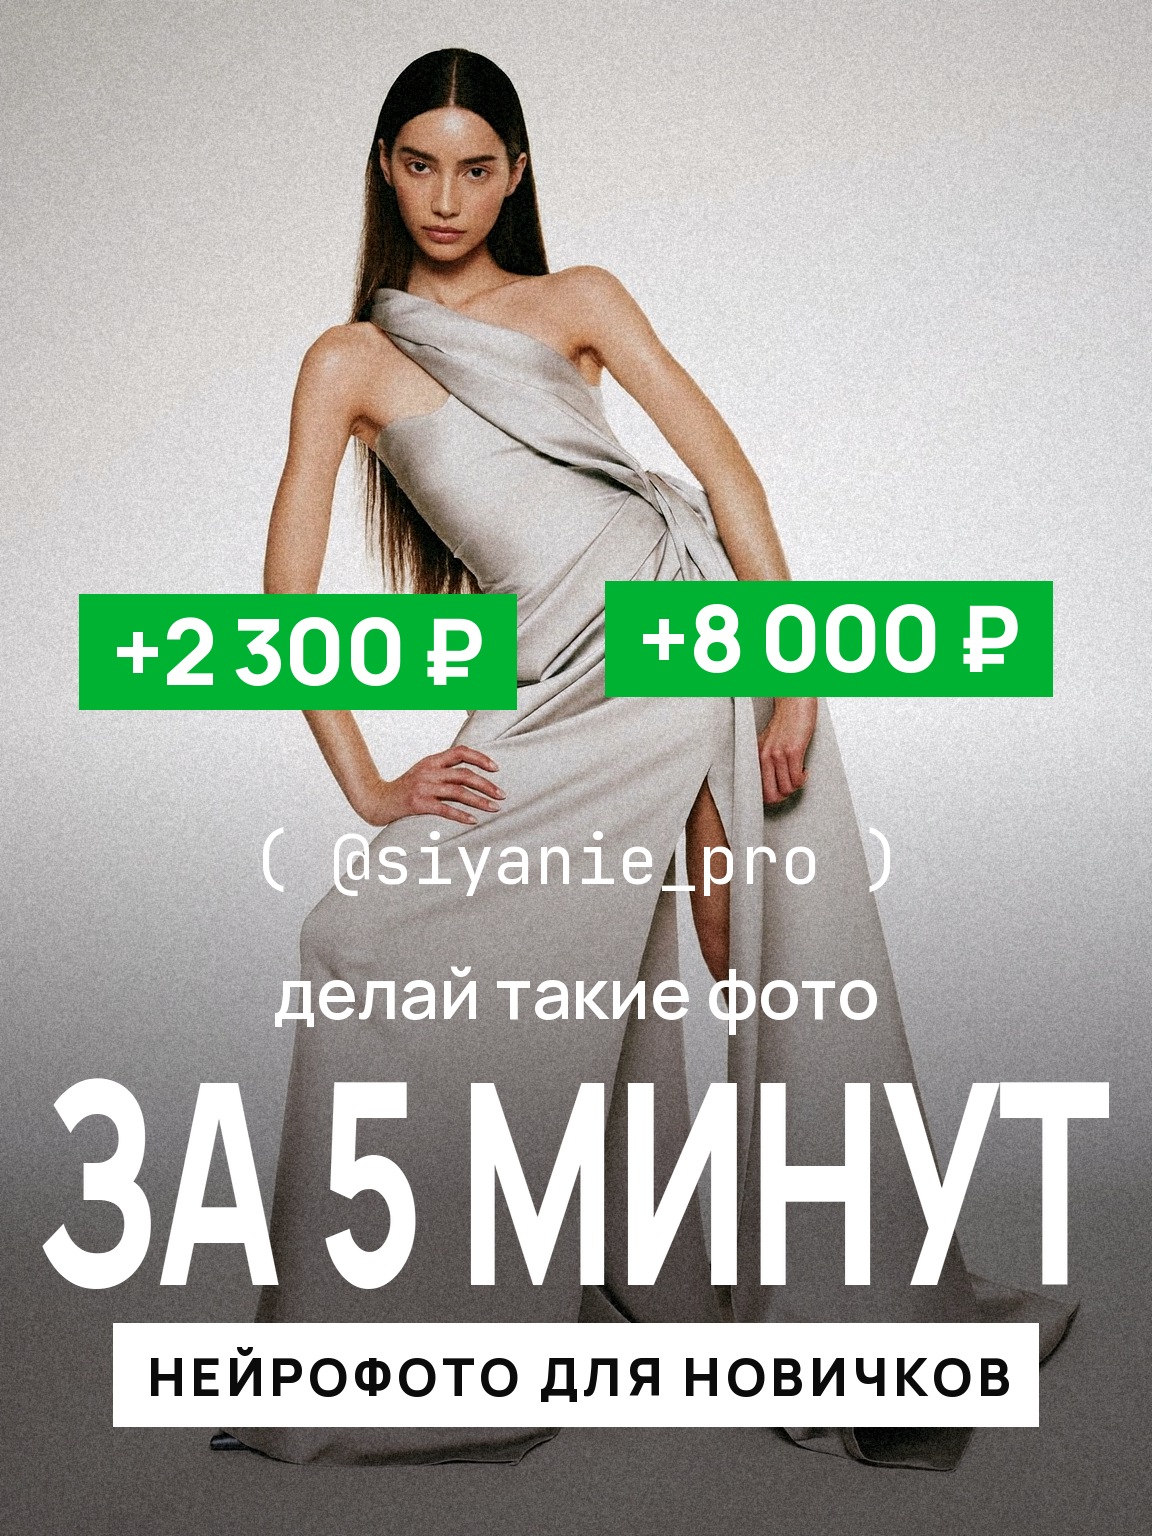 +2 300 ₽
+8 000 ₽
( @siyanie_pro )
делай такие фото
ЗА 5 МИНУТ
НЕЙРОФОТО ДЛЯ НОВИЧКОВ